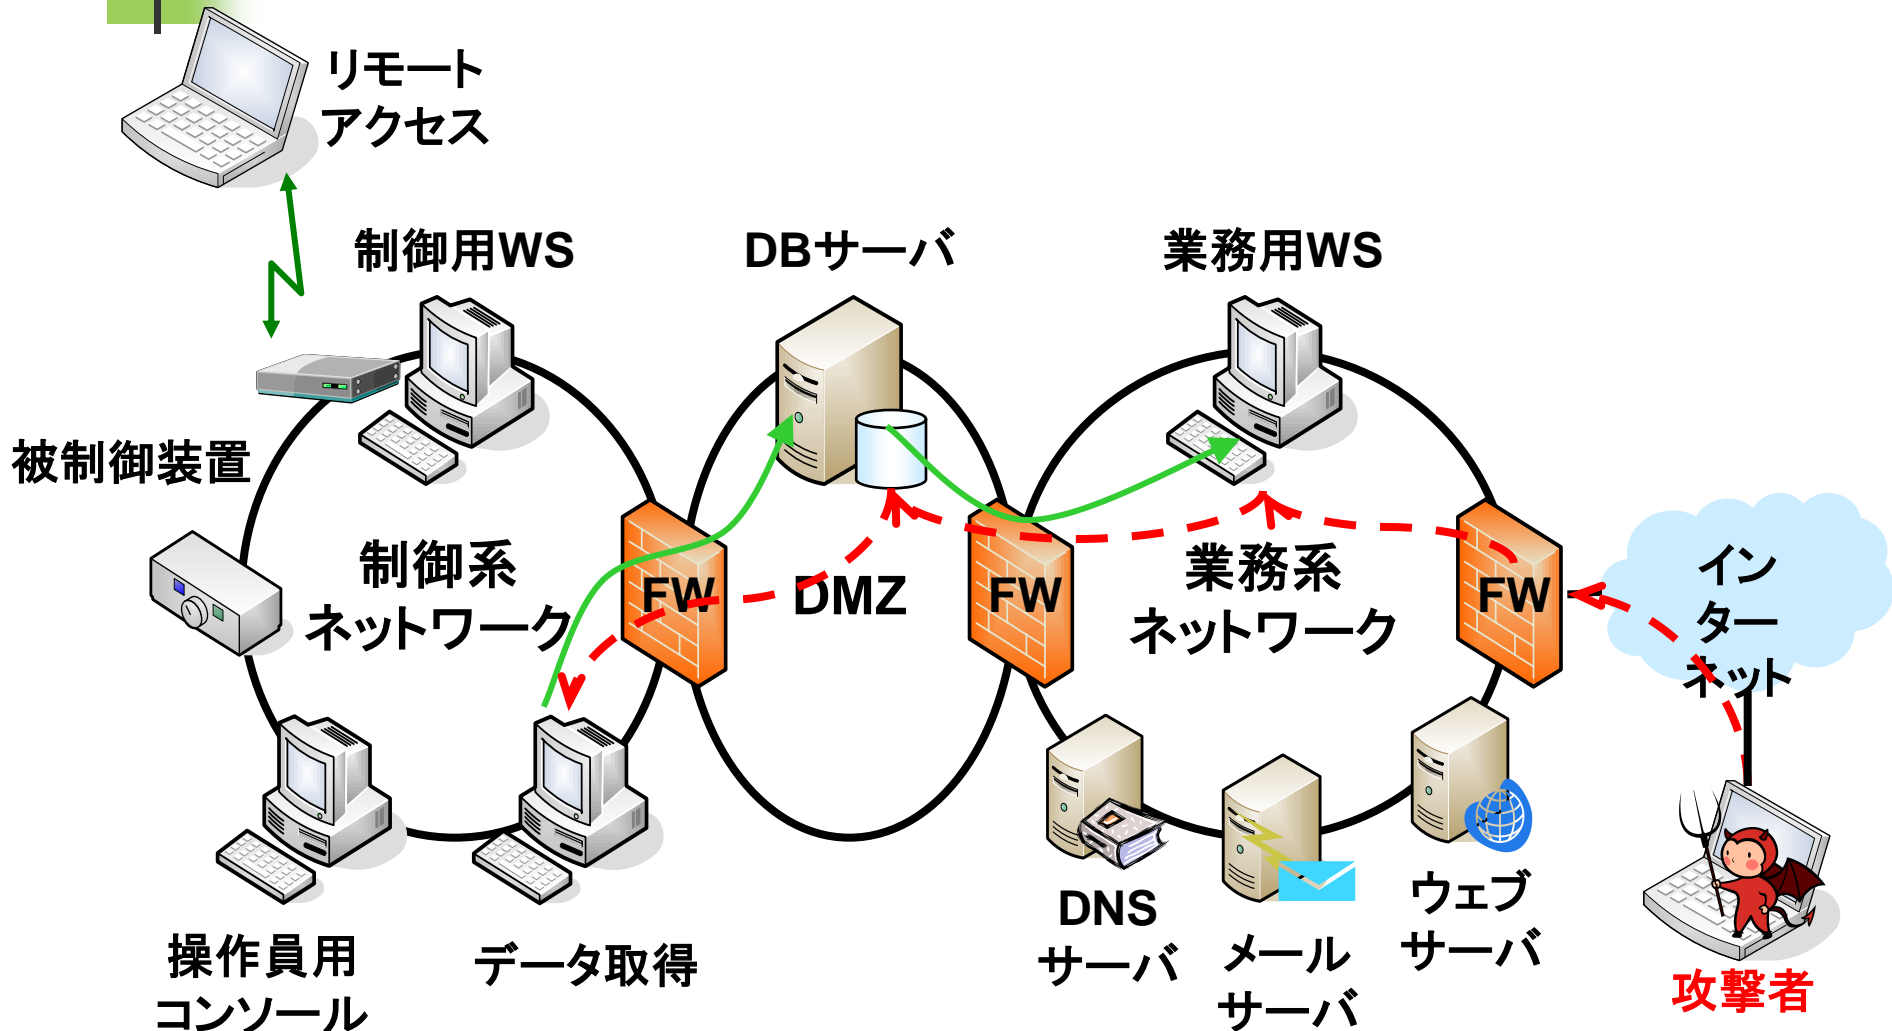 リモート
アクセス
制御用WS
DBサーバ
業務用WS
被制御装置
制御系
ネットワーク
FW
DMZ
FW
業務系
ネットワーク
FW
イン
ター
ネット
操作員用
コンソール
データ取得
DNS
サーバ
メール
サーバ
ウェブ
サーバ
攻撃者